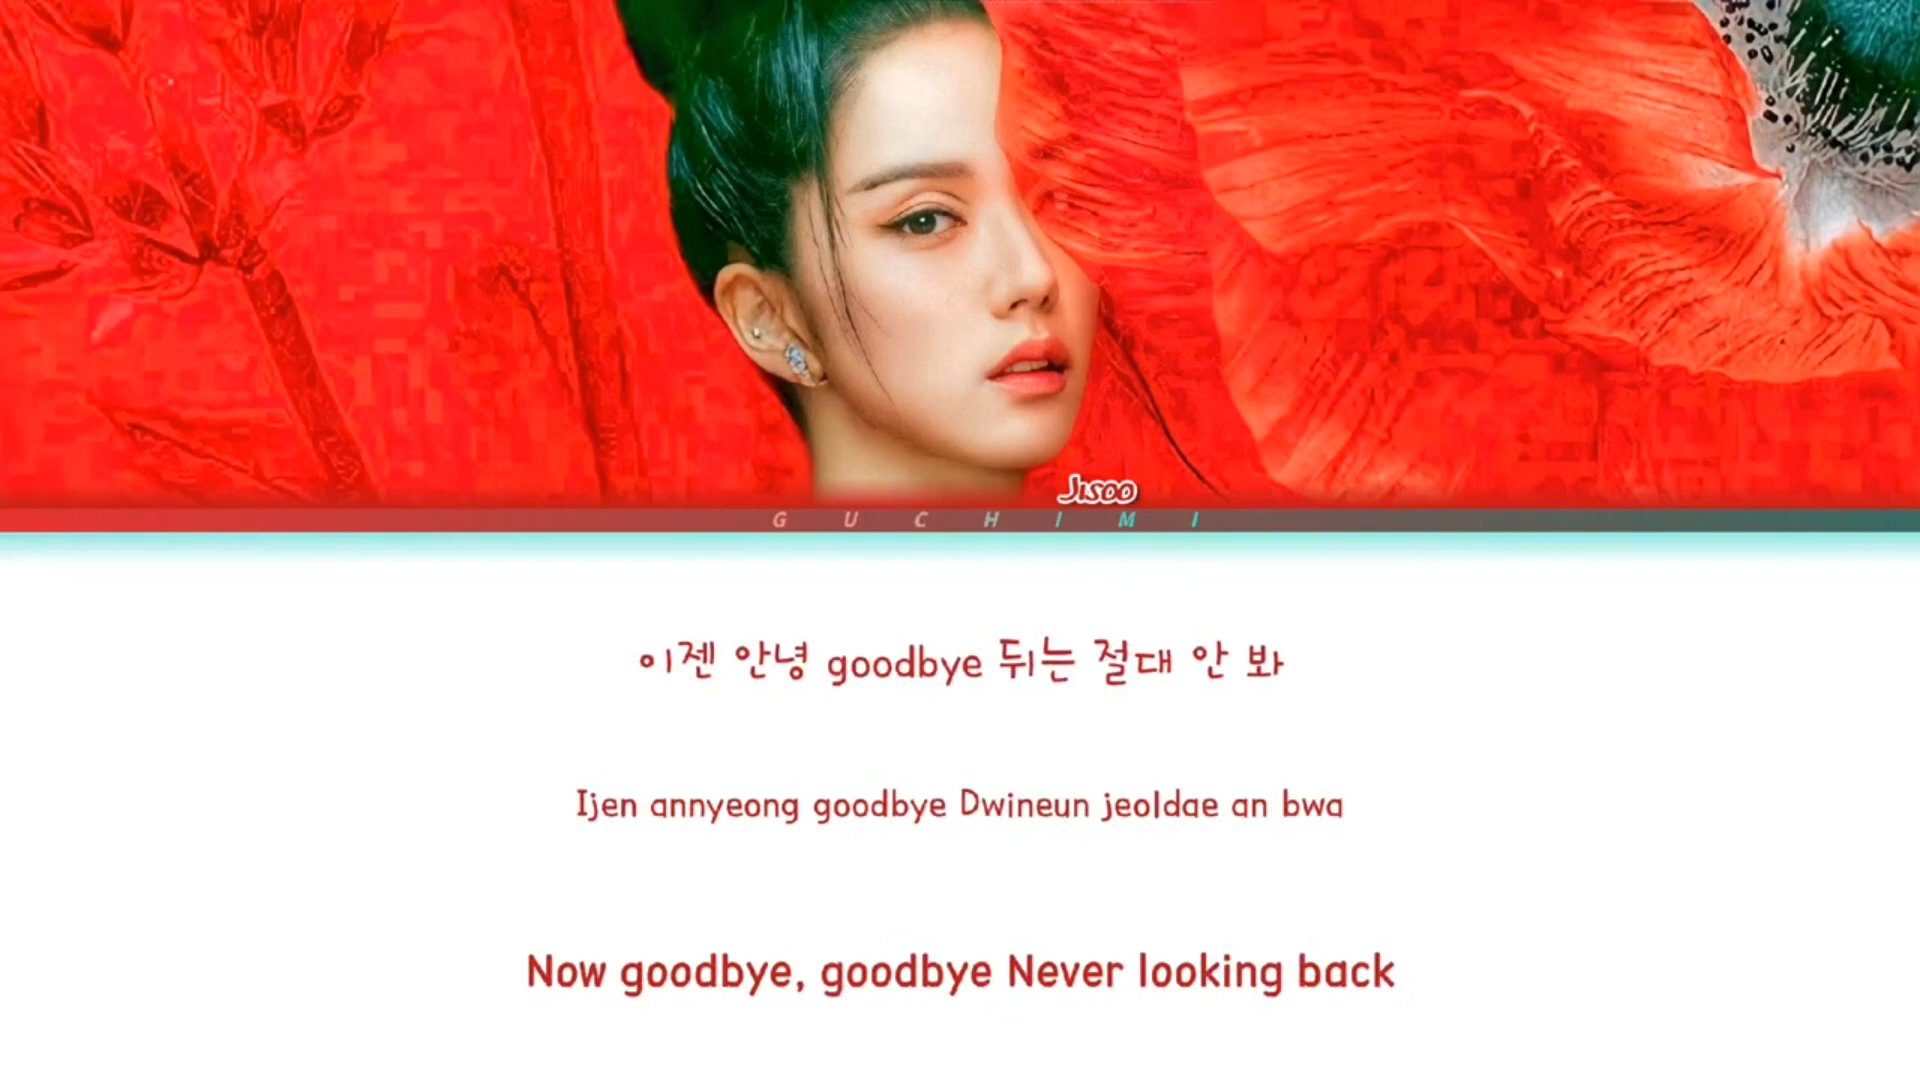 Jisoo
GUCHIMI
이젠 안녕 goodbye 뒤는 절대 안 봐
Ijen annyeong goodbye Dwineun jeoldae an bwa
Now goodbye, goodbye Never looking back